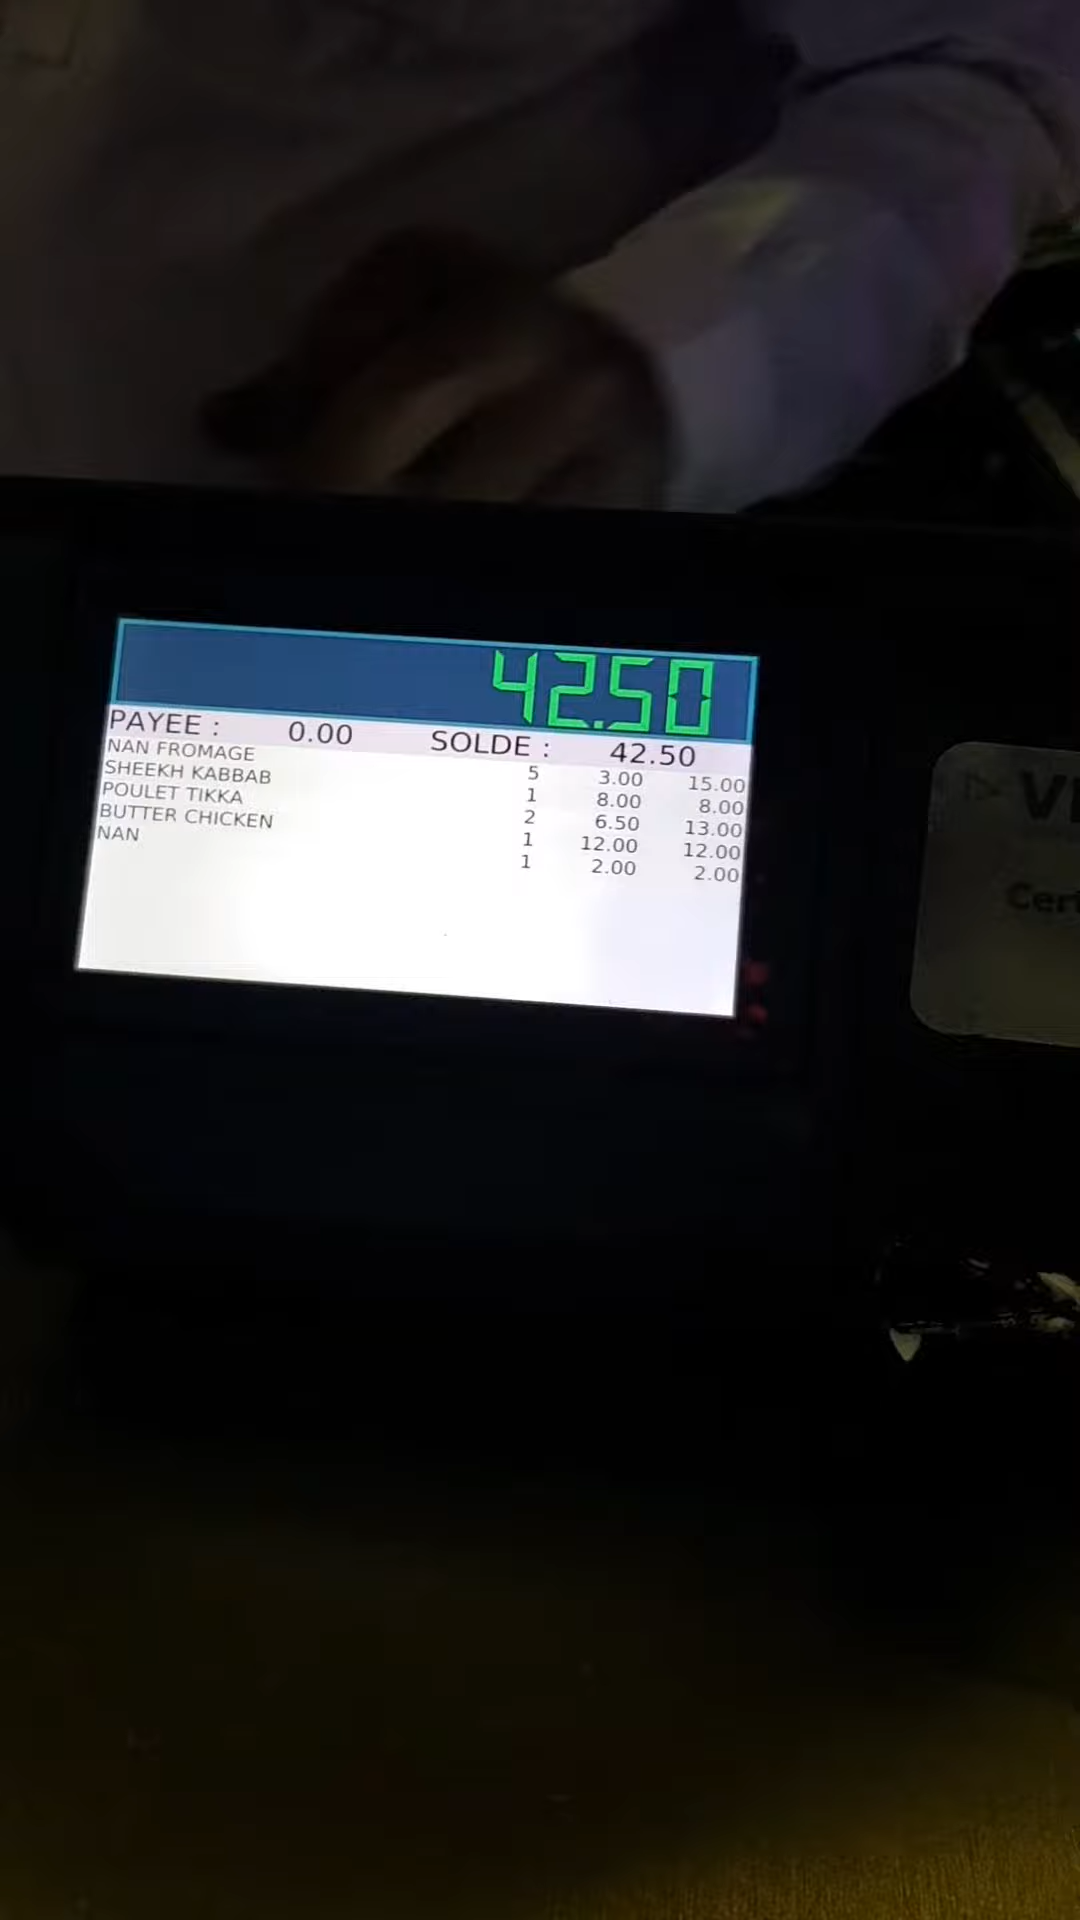 42.50
PAYEE : 0.00 SOLDE : 42.50
NAN FROMAGE 5 3.00 15.00
SHEEKH KABBAB 1 8.00 8.00
POULET TIKKA 2 6.50 13.00
BUTTER CHICKEN 1 12.00 12.00
NAN 1 2.00 2.00